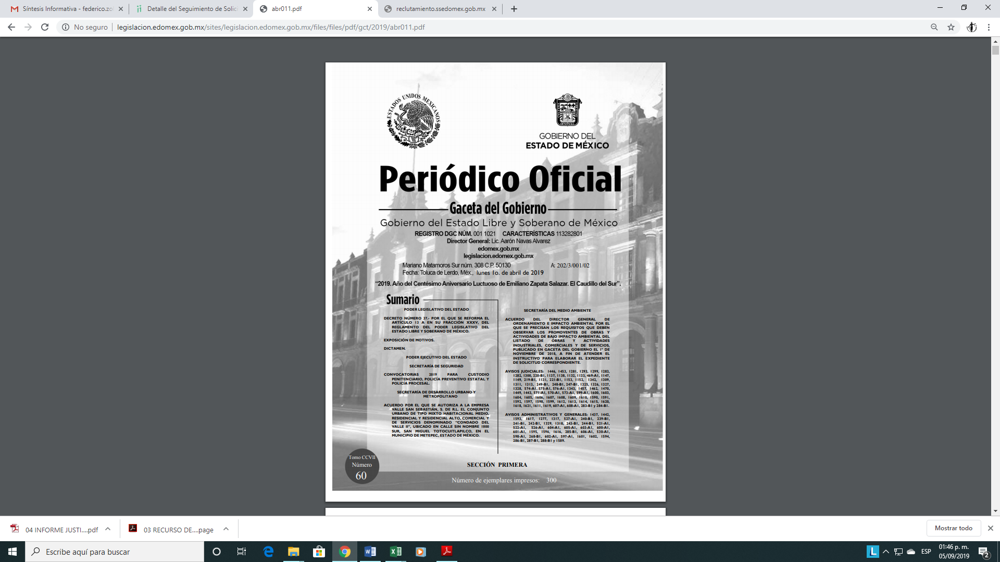 Síntesis Informativa - federico.zol
Detalle del Seguimiento de Solici
abr011.pdf
reclutamiento.ssedomex.gob.mx
No seguro
legislacion.edomex.gob.mx/sites/legislacion.edomex.gob.mx/files/files/pdf/gct/2019/abr011.pdf
ESTADOS UNIDOS MEXICANOS
GOBIERNO DEL
ESTADO DE MÉXICO
Periódico Oficial
Gaceta del Gobierno
Gobierno del Estado Libre y Soberano de México
REGISTRO DGC NÚM. 001 1021 CARACTERÍSTICAS 113282801
Director General: Lic. Aarón Navas Alvarez
edomex.gob.mx
legislacion.edomex.gob.mx
Mariano Matamoros Sur núm. 308 C.P. 50130
A: 202/3/001/02
Fecha: Toluca de Lerdo, Méx., lunes 1o. de abril de 2019
“2019. Año del Centésimo Aniversario Luctuoso de Emiliano Zapata Salazar. El Caudillo del Sur”.
Sumario
PODER LEGISLATIVO DEL ESTADO
DECRETO NÚMERO 37.- POR EL QUE SE REFORMA EL
ARTÍCULO 13 A EN SU FRACCIÓN XXXV, DEL
REGLAMENTO DEL PODER LEGISLATIVO DEL
ESTADO LIBRE Y SOBERANO DE MÉXICO.
EXPOSICIÓN DE MOTIVOS.
DICTAMEN.
PODER EJECUTIVO DEL ESTADO
SECRETARÍA DE SEGURIDAD
CONVOCATORIAS 2019 PARA CUSTODIO
PENITENCIARIO, POLICÍA PREVENTIVO ESTATAL Y
POLICÍA PROCESAL.
SECRETARÍA DE DESARROLLO URBANO Y
METROPOLITANO
ACUERDO POR EL QUE SE AUTORIZA A LA EMPRESA
VALLE SAN SEBASTIÁN, S. DE R.L. EL CONJUNTO
URBANO DE TIPO MIXTO HABITACIONAL MEDIO,
RESIDENCIAL Y RESIDENCIAL ALTO, COMERCIAL Y
DE SERVICIOS DENOMINADO “CONDADO DEL
VALLE II”, UBICADO EN CALLE SIN NOMBRE 1800
SUR, SAN MIGUEL TOTOCUITLAPILCO, EN EL
MUNICIPIO DE METEPEC, ESTADO DE MÉXICO.
SECRETARÍA DEL MEDIO AMBIENTE
ACUERDO DEL DIRECTOR GENERAL DE
ORDENAMIENTO E IMPACTO AMBIENTAL POR EL
QUE SE PRECISAN LOS REQUISITOS QUE DEBEN
OBSERVAR LOS PROMOVENTES DE OBRAS Y
ACTIVIDADES DE BAJO IMPACTO AMBIENTAL DEL
LISTADO DE OBRAS Y ACTIVIDADES
INDUSTRIALES, COMERCIALES Y DE SERVICIOS,
PUBLICADO EN GACETA DEL GOBIERNO EL 1° DE
NOVIEMBRE DE 2018, A FIN DE ATENDER EL
INSTRUCTIVO PARA ELABORAR EL EXPEDIENTE
DE SOLICITUD CORRESPONDIENTE.
AVISOS JUDICIALES: 1446, 1453, 1281, 1293, 1299, 1283,
1282, 1300, 220-B1, 1137, 1138, 1132, 1133, 469-A1, 1147,
1149, 219-B1, 1131, 221-B1, 1153, 1152, 1342, 1309,
1311, 1313, 249-B1, 248-B1, 247-B1, 1325, 1326, 1327,
1328, 574-A1, 575-A1, 576-A1, 1343, 1457, 1462, 1470,
1449, 1443, 571-A1, 570-A1, 573-A1, 599-A1, 1600, 1603,
1604, 1605, 1606, 1607, 1608, 1609, 1610, 1590, 1591,
1592, 1597, 1598, 1599, 1612, 1613, 1614, 1615, 1620,
1618, 1621, 1611, 1619, 607-A1, 608-A1, 283-B1 y 284-B1.
AVISOS ADMINISTRATIVOS Y GENERALES: 1437, 1442,
1593, 1617, 1277, 1317, 527-A1, 240-B1, 239-B1,
241-B1, 242-B1, 1329, 1318, 243-B1, 244-B1, 521-A1,
522-A1, 526-A1, 604-A1, 605-A1, 603-A1, 600-A1,
601-A1, 1595, 1596, 1616, 285-B1, 606-A1, 530-A1,
598-A1, 268-B1, 602-A1, 597-A1, 1601, 1602, 1594,
286-B1, 287-B1, 288-B1 y 1589.
Tomo CCVII
Número
60
SECCIÓN PRIMERA
Número de ejemplares impresos: 300
04 INFORME JUSTI....pdf
03 RECURSO DE....page
Mostrar todo
Escribe aquí para buscar
ESP
01:46 p. m.
05/09/2019
2